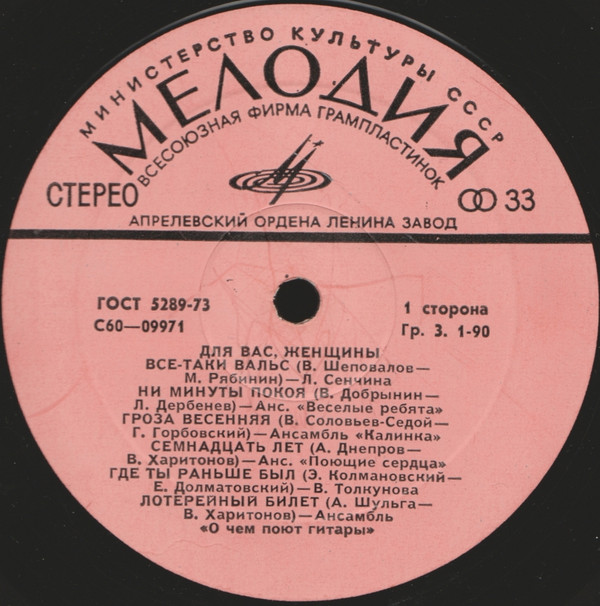 МИНИСТЕРСТВО КУЛЬТУРЫ СССР
МЕЛОДИЯ
ВСЕСОЮЗНАЯ ФИРМА ГРАМПЛАСТИНОК
СТЕРЕО
33
АПРЕЛЕВСКИЙ ОРДЕНА ЛЕНИНА ЗАВОД
ГОСТ 5289-73
1 сторона
С60—09971
Гр. 3. 1-90
ДЛЯ ВАС, ЖЕНЩИНЫ
ВСЕ-ТАКИ ВАЛЬС (В. Шеповалов—
М. Рябинин)—Л. Сенчина
НИ МИНУТЫ ПОКОЯ (В. Добрынин—
Л. Дербенев)—Анс. «Веселые ребята»
ГРОЗА ВЕСЕННЯЯ (В. Соловьев-Седой—
Г. Горбовский)—Ансамбль «Калинка»
СЕМНАДЦАТЬ ЛЕТ (А. Днепров—
В. Харитонов)—Анс. «Поющие сердца»
ГДЕ ТЫ РАНЬШЕ БЫЛ (Э. Колмановский—
Е. Долматовский)—В. Толкунова
ЛОТЕРЕЙНЫЙ БИЛЕТ (А. Шульга—
В. Харитонов)—Ансамбль
«О чем поют гитары»